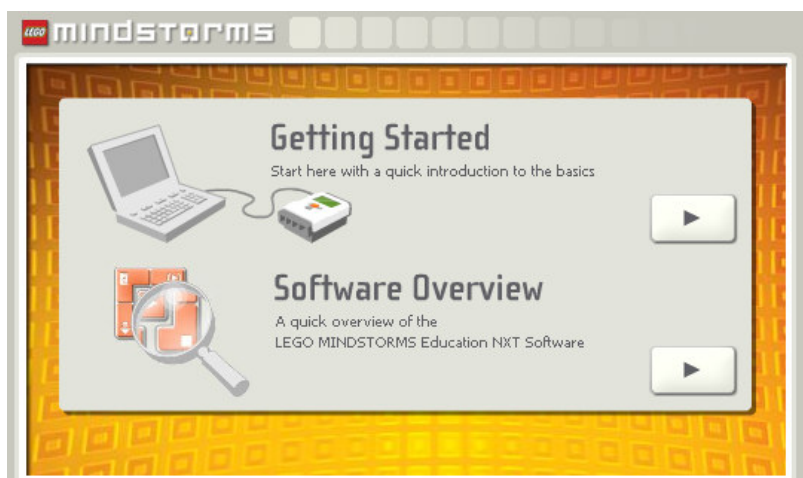 LEGO mindstorms
Getting Started
Start here with a quick introduction to the basics
Software Overview
A quick overview of the
LEGO MINDSTORMS Education NXT Software